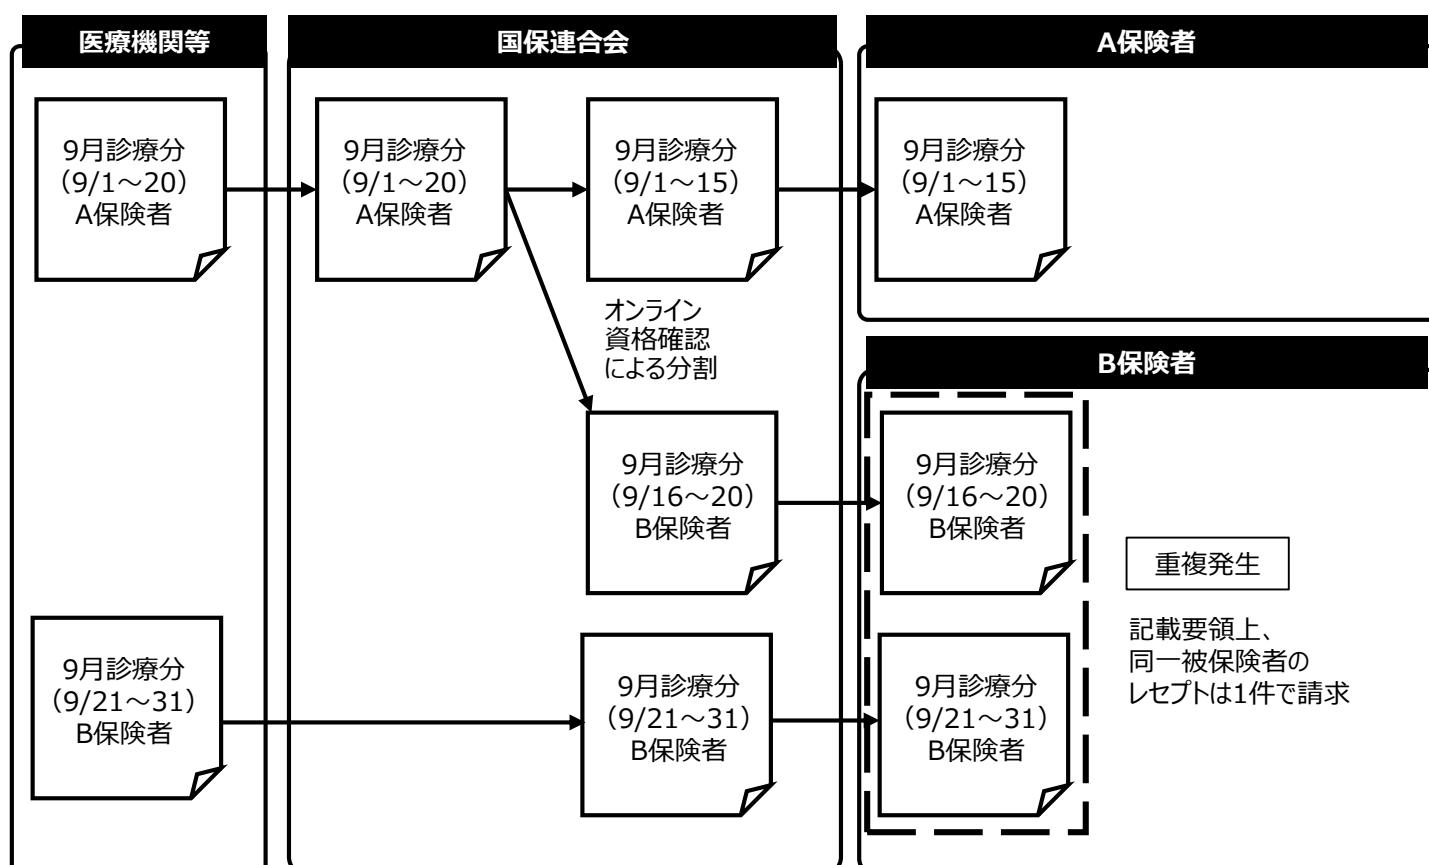 医療機関等
国保連合会
A保険者
9月診療分
（9/1～20）
A保険者
9月診療分
（9/1～20）
A保険者
9月診療分
（9/1～15）
A保険者
9月診療分
（9/1～15）
A保険者
オンライン
資格確認
による分割
B保険者
9月診療分
（9/16～20）
B保険者
9月診療分
（9/16～20）
B保険者
重複発生
記載要領上、
同一被保険者の
レセプトは1件で請求
9月診療分
（9/21～31）
B保険者
9月診療分
（9/21～31）
B保険者
9月診療分
（9/21～31）
B保険者